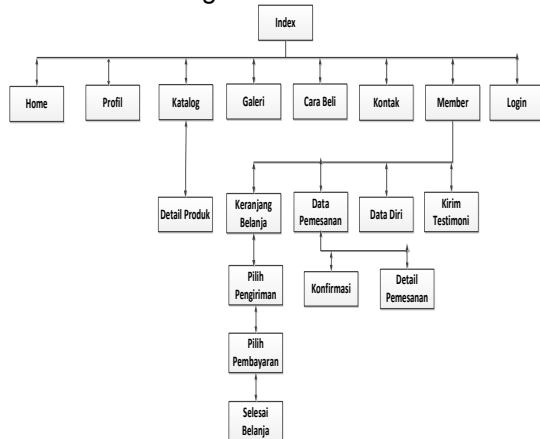 Index
Home
Profil
Katalog
Galeri
Cara Beli
Kontak
Member
Login
Detail Produk
Keranjang
Belanja
Data
Pemesanan
Data Diri
Kirim
Testimoni
Pilih
Pengiriman
Konfirmasi
Detail
Pemesanan
Pilih
Pembayaran
Selesai
Belanja